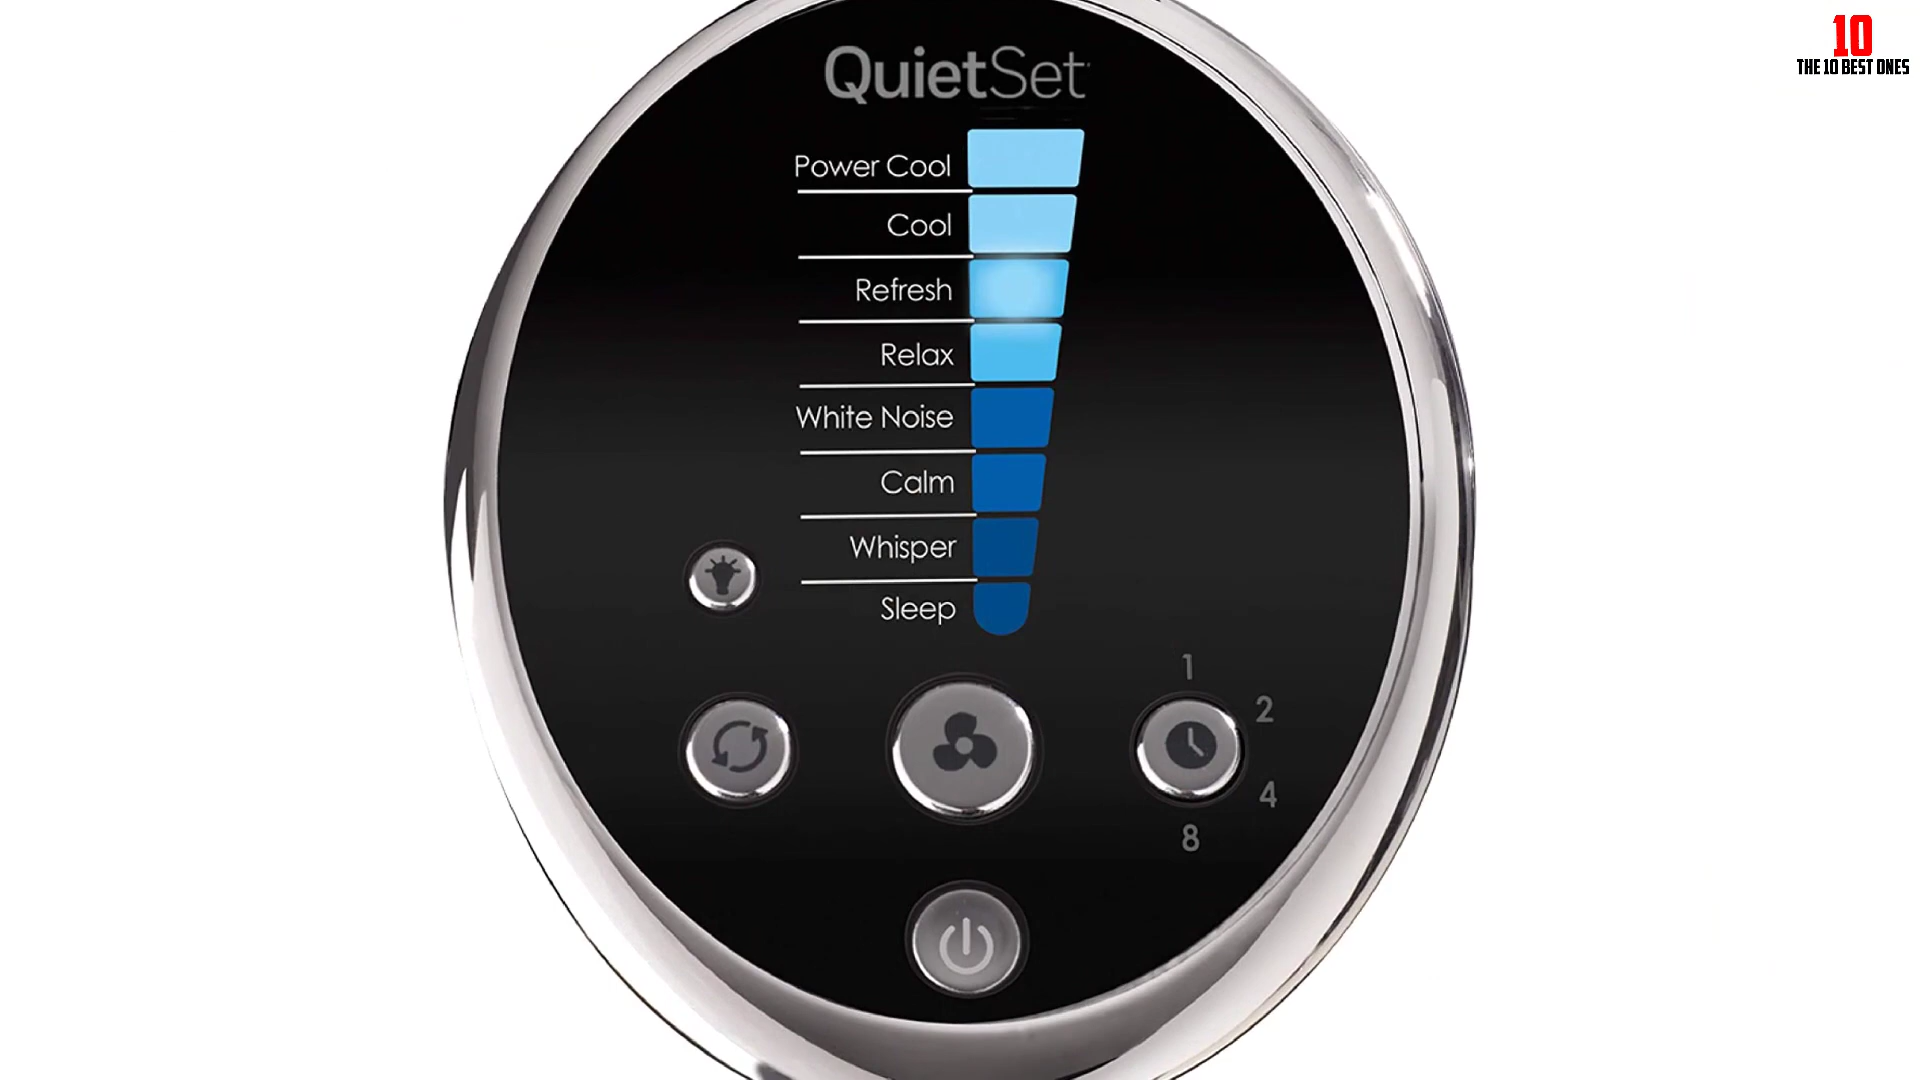 10
THE 10 BEST ONES
QuietSet
Power Cool
Cool
Refresh
Relax
White Noise
Calm
Whisper
Sleep
1
2
4
8